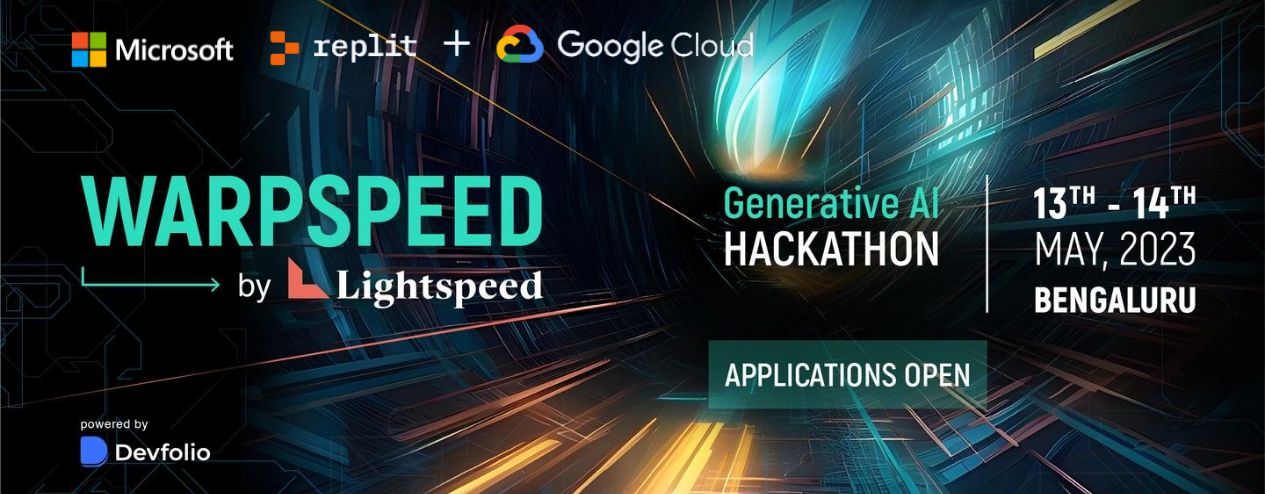 Microsoft replit + Google Cloud
WARPSPEED
by Lightspeed
Generative AI
HACKATHON
13TH - 14TH
MAY, 2023
BENGALURU
APPLICATIONS OPEN
powered by
Devfolio